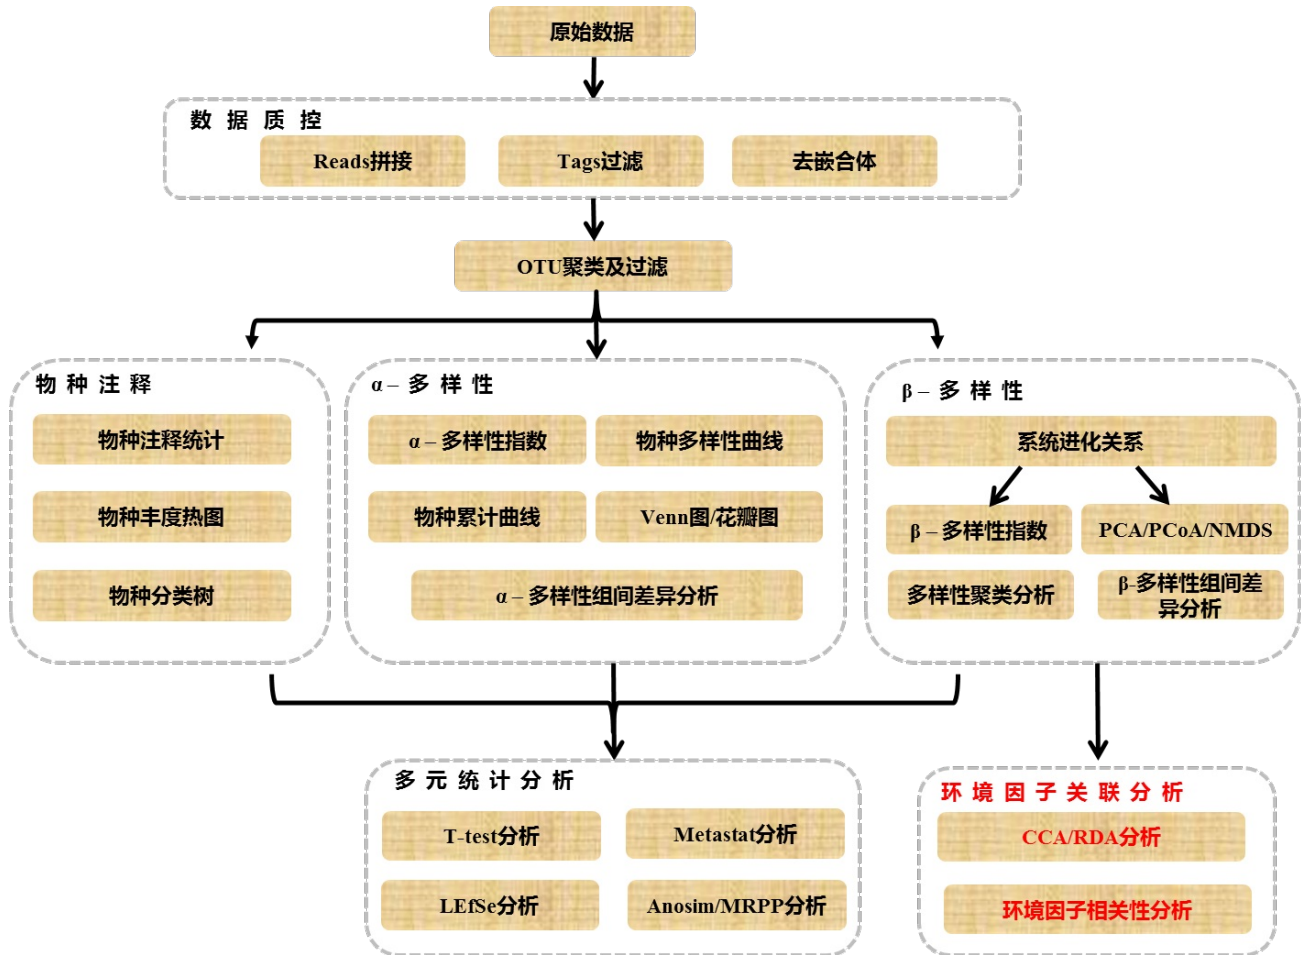 原始数据
数据质控
Reads拼接
Tags过滤
去嵌合体
OTU聚类及过滤
物种注释
物种注释统计
物种丰度热图
物种分类树
α–多样性
α–多样性指数
物种多样性曲线
物种累计曲线
Venn图/花瓣图
α–多样性组间差异分析
β–多样性
系统进化关系
β–多样性指数
PCA/PCoA/NMDS
多样性聚类分析
β-多样性组间差
异分析
多元统计分析
T-test分析
Metastat分析
LEfSe分析
Anosim/MRPP分析
环境因子关联分析
CCA/RDA分析
环境因子相关性分析